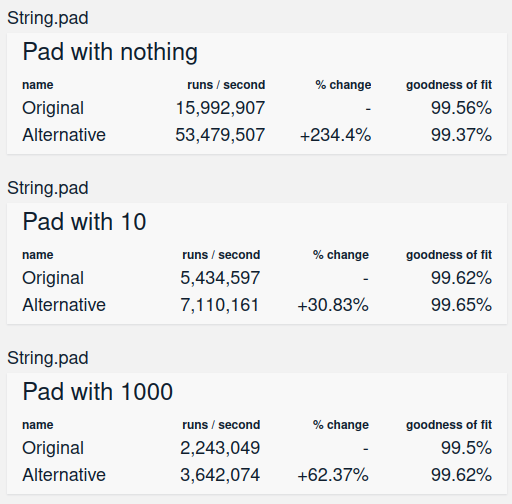 String.pad
Pad with nothing
name runs / second % change goodness of fit
Original 15,992,907 - 99.56%
Alternative 53,479,507 +234.4% 99.37%
String.pad
Pad with 10
name runs / second % change goodness of fit
Original 5,434,597 - 99.62%
Alternative 7,110,161 +30.83% 99.65%
String.pad
Pad with 1000
name runs / second % change goodness of fit
Original 2,243,049 - 99.5%
Alternative 3,642,074 +62.37% 99.62%